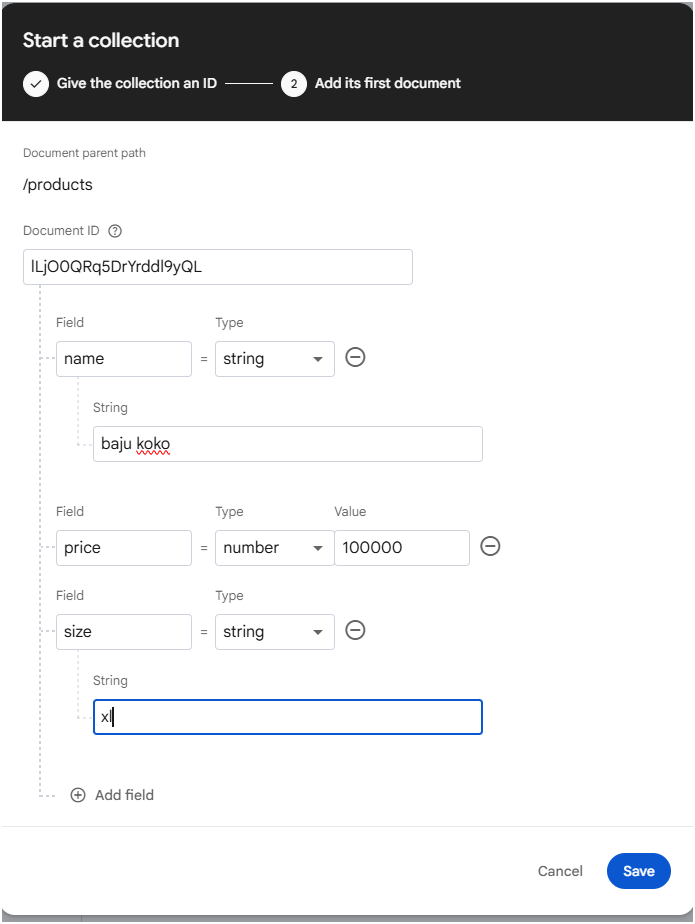 Start a collection
Give the collection an ID
2 Add its first document
Document parent path
/products
Document ID
lLjO0QRq5DrYrddl9yQL
Field Type
name = string
String
baju koko
Field Type Value
price = number 100000
Field Type
size = string
String
xl
Add field
Cancel Save